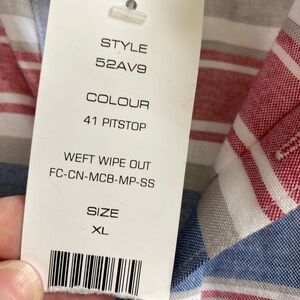 STYLE
52AV9
COLOUR
41 PITSTOP
WEFT WIPE OUT
FC-CN-MCB-MP-SS
SIZE
XL